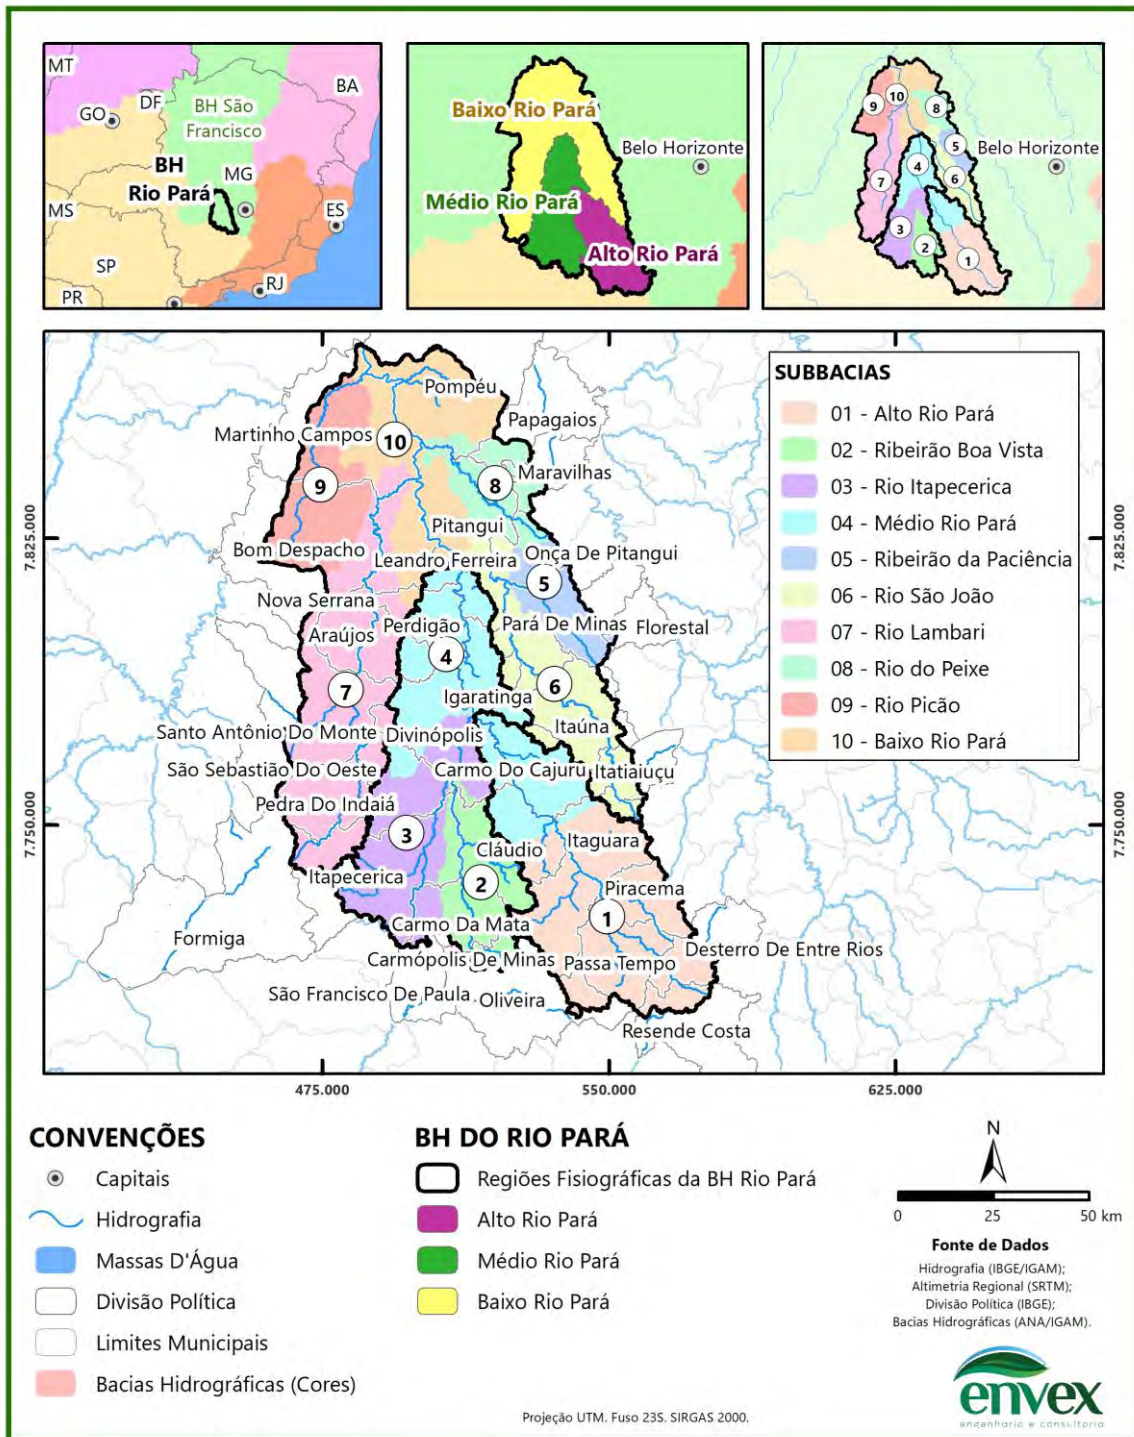 MT
GO
DF
BH São
Francisco
BA
BH
Rio Pará
MG
MS
ES
SP
RJ
PR
Baixo Rio Pará
Belo Horizonte
Médio Rio Pará
Alto Rio Pará
10
9
8
5
Belo Horizonte
4
7
6
3
2
1
SUBBACIAS
01 - Alto Rio Pará
02 - Ribeirão Boa Vista
03 - Rio Itapecerica
04 - Médio Rio Pará
05 - Ribeirão da Paciência
06 - Rio São João
07 - Rio Lambari
08 - Rio do Peixe
09 - Rio Picão
10 - Baixo Rio Pará
Pompéu
Papagaios
Martinho Campos
10
Maravilhas
9
8
Pitangui
Bom Despacho
Onça De Pitangui
Leandro Ferreira
5
Nova Serrana
Perdigão
Pará De Minas
Florestal
Araújos
4
7
6
Igaratinga
Itaúna
Santo Antônio Do Monte
Divinópolis
São Sebastião Do Oeste
Carmo Do Cajuru
Itatiaiuçu
Pedra Do Indaiá
3
Itaguara
Cláudio
Itapecerica
2
Piracema
1
Carmo Da Mata
Formiga
Desterro De Entre Rios
Carmópolis De Minas
Passa Tempo
São Francisco De Paula
Oliveira
Resende Costa
7.825.000
7.750.000
7.825.000
7.750.000
475.000
550.000
625.000
CONVENÇÕES
Capitais
Hidrografia
Massas D'Água
Divisão Política
Limites Municipais
Bacias Hidrográficas (Cores)
BH DO RIO PARÁ
Regiões Fisiográficas da BH Rio Pará
Alto Rio Pará
Médio Rio Pará
Baixo Rio Pará
N
0 25 50 km
Fonte de Dados
Hidrografia (IBGE/IGAM);
Altimetria Regional (SRTM);
Divisão Política (IBGE);
Bacias Hidrográficas (ANA/IGAM).
envex
engenharia e consultoria
Projeção UTM. Fuso 23S. SIRGAS 2000.